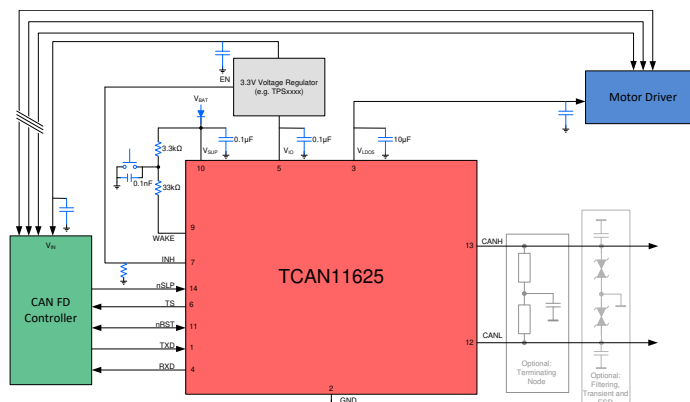 3.3V Voltage Regulator
(e.g. TPSxxxx)
EN
Motor Driver
VBAT
3.3kΩ
0.1µF
0.1µF
10µF
VSUP
VIO
VLDO5
10
5
3
0.1nF
33kΩ
9
WAKE
VIN
13
CANH
7
INH
TCAN11625
CAN FD
Controller
nSLP
14
TS
6
nRST
11
TXD
1
12
CANL
RXD
4
Optional:
Terminating
Node
Optional:
Filtering,
Transient and
ESD
2
GND